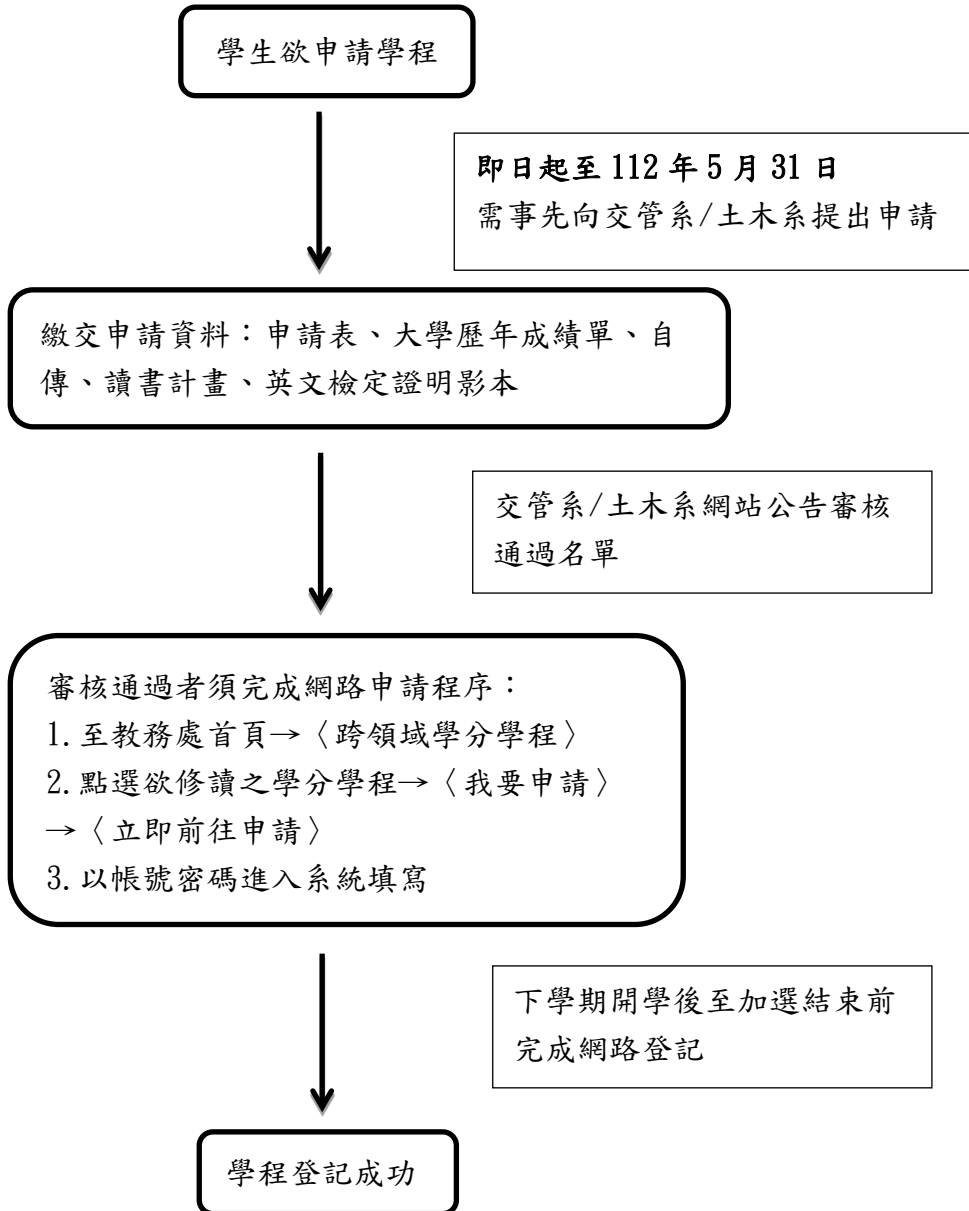 學生欲申請學程
即日起至 112 年 5 月 31 日
需事先向交管系/土木系提出申請
繳交申請資料：申請表、大學歷年成績單、自
傳、讀書計畫、英文檢定證明影本
交管系/土木系網站公告審核
通過名單
審核通過者須完成網路申請程序：
1.至教務處首頁→〈跨領域學分學程〉
2.點選欲修讀之學分學程→〈我要申請〉
→〈立即前往申請〉
3.以帳號密碼進入系統填寫
下學期開學後至加選結束前
完成網路登記
學程登記成功